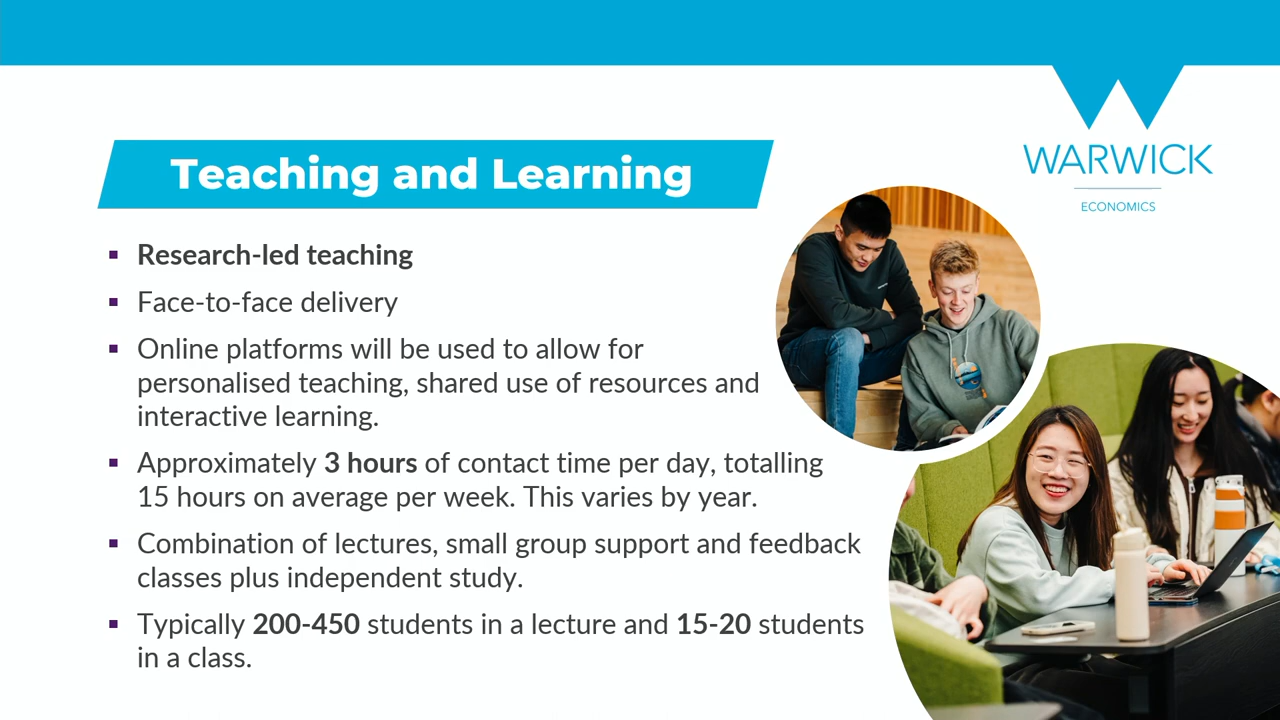 WARWICK
ECONOMICS
Teaching and Learning
▪ Research-led teaching
▪ Face-to-face delivery
▪ Online platforms will be used to allow for
personalised teaching, shared use of resources and
interactive learning.
▪ Approximately 3 hours of contact time per day, totalling
15 hours on average per week. This varies by year.
▪ Combination of lectures, small group support and feedback
classes plus independent study.
▪ Typically 200-450 students in a lecture and 15-20 students
in a class.